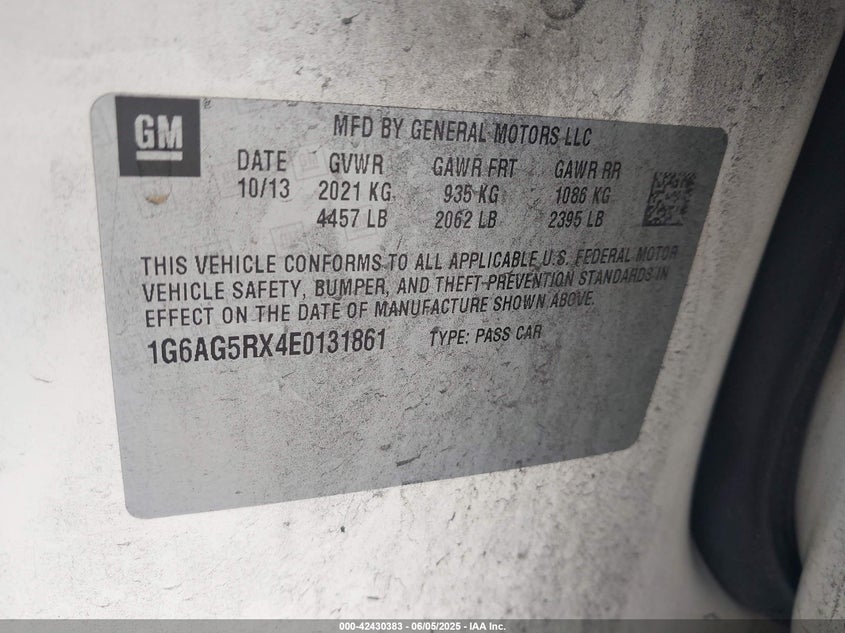 GM
MFD BY GENERAL MOTORS LLC
DATE GVWR GAWR FRT GAWR RR
10/13 2021 KG 935 KG 1086 KG
4457 LB 2062 LB 2395 LB
THIS VEHICLE CONFORMS TO ALL APPLICABLE U.S. FEDERAL MOTOR
VEHICLE SAFETY, BUMPER, AND THEFT PREVENTION STANDARDS IN
EFFECT ON THE DATE OF MANUFACTURE SHOWN ABOVE.
1G6AG5RX4E0131861 TYPE: PASS CAR
000-42430383 - 06/05/2025 - IAA Inc.